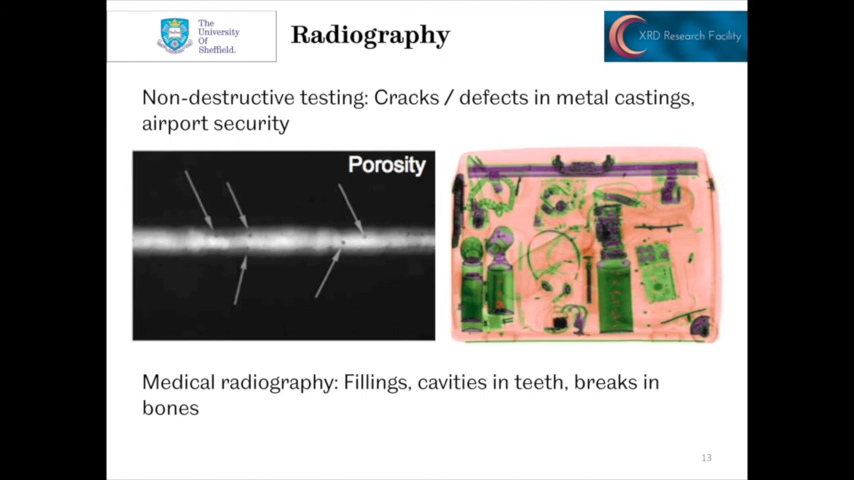 The
University
Of
Sheffield.
Radiography
XRD Research Facility
Non-destructive testing: Cracks / defects in metal castings,
airport security
Porosity
Medical radiography: Fillings, cavities in teeth, breaks in
bones
13